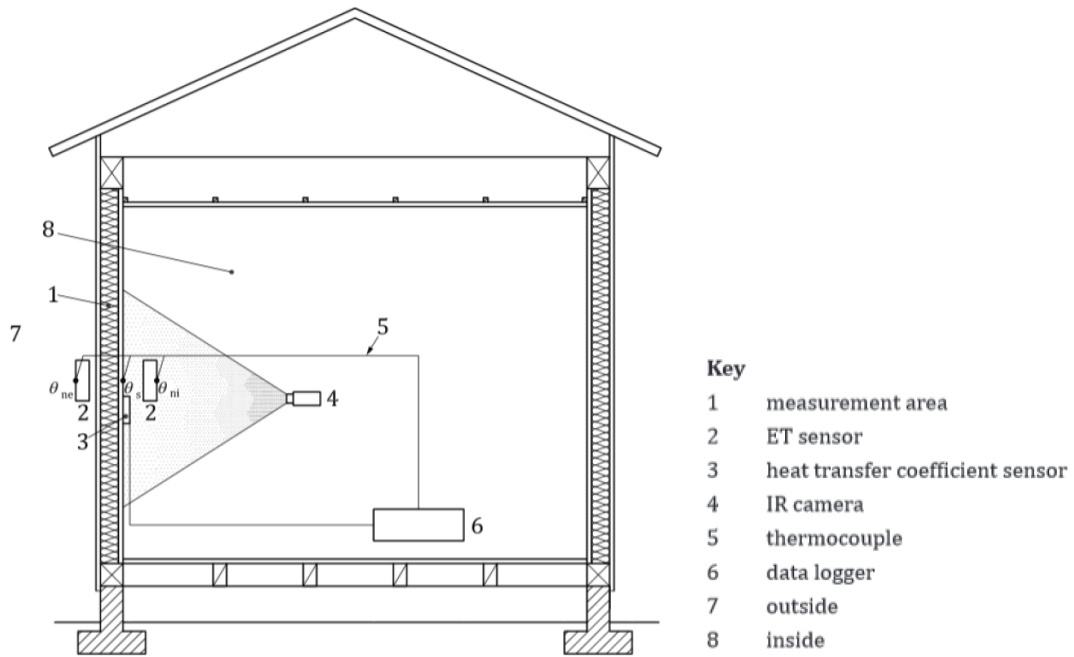 8
1
7
5
θne
θs
θni
2
2
4
3
6
Key
1 measurement area
2 ET sensor
3 heat transfer coefficient sensor
4 IR camera
5 thermocouple
6 data logger
7 outside
8 inside